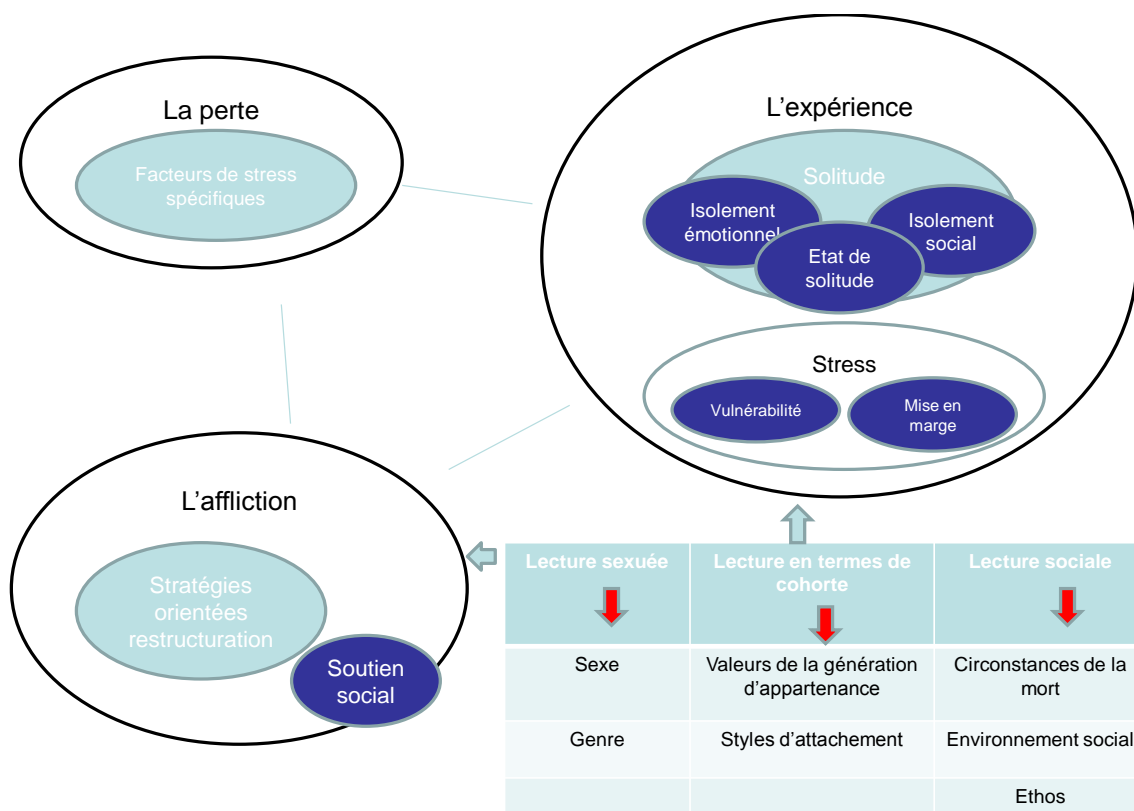 La perte
Facteurs de stress
spécifiques
L'expérience
Solitude
Isolement
émotionnel
Isolement
social
Etat de
solitude
Stress
Vulnérabilité
Mise en
marge
L'affliction
Stratégies
orientées
restructuration
Soutien
social
Lecture sexuée
Lecture en termes de
cohorte
Lecture sociale
Sexe
Valeurs de la génération
d'appartenance
Circonstances de la
mort
Genre
Styles d'attachement
Environnement social
Ethos